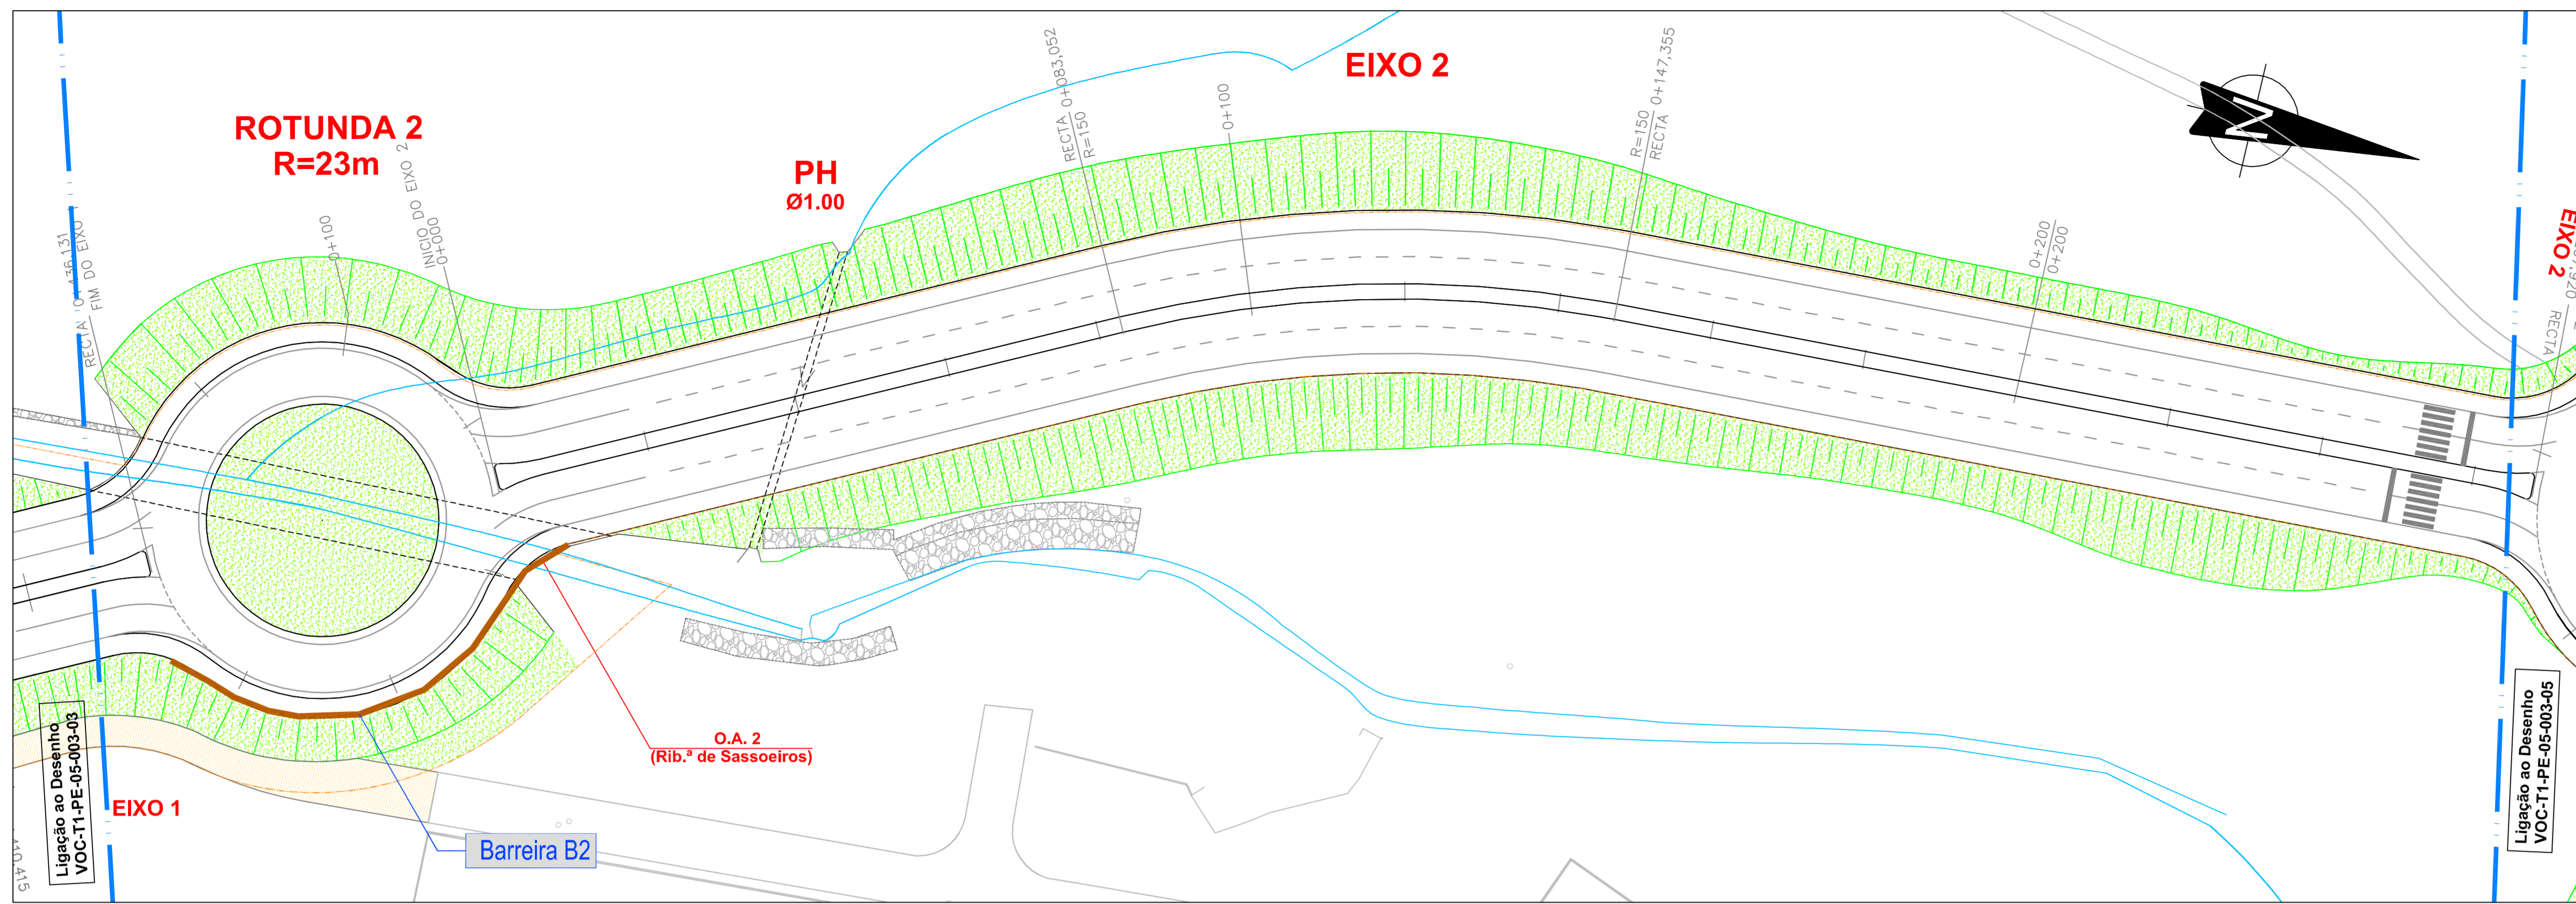 ROTUNDA 2
R=23m
EIXO 2
PH
Ø1.00
RECTA 0+083,052
R=150
0+100
R=150
RECTA 0+147,355
0+200
0+200
N
EIXO 2
RECTA
INICIO DO EIXO 2
0+000
0+100
RECTA
FIM DO EIXO 1
O.A. 2
(Rib.ª de Sassoeiros)
EIXO 1
Barreira B2
Ligação ao Desenho
VOC-T1-PE-05-003-03
Ligação ao Desenho
VOC-T1-PE-05-003-05